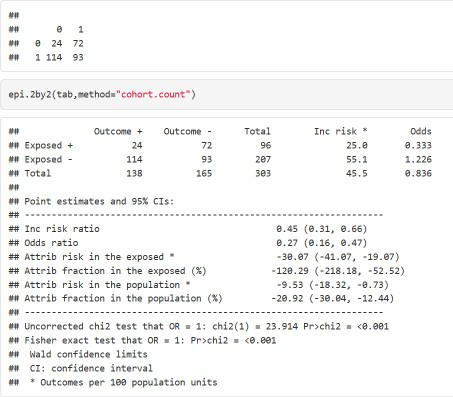 ##
##       0   1
##   0  24  72
##   1 114  93
epi.2by2(tab,method="cohort.count")
##              Outcome +    Outcome -      Total        Inc risk *        Odds
## Exposed +           24           72         96              25.0       0.333
## Exposed -          114           93        207              55.1       1.226
## Total              138          165        303              45.5       0.836
##
## Point estimates and 95% CIs:
## -------------------------------------------------------------------
## Inc risk ratio                               0.45 (0.31, 0.66)
## Odds ratio                                   0.27 (0.16, 0.47)
## Attrib risk in the exposed *                 -30.07 (-41.07, -19.07)
## Attrib fraction in the exposed (%)          -120.29 (-218.18, -52.52)
## Attrib risk in the population *              -9.53 (-18.32, -0.73)
## Attrib fraction in the population (%)       -20.92 (-30.04, -12.44)
## -------------------------------------------------------------------
## Uncorrected chi2 test that OR = 1: chi2(1) = 23.914 Pr>chi2 = <0.001
## Fisher exact test that OR = 1: Pr>chi2 = <0.001
##  Wald confidence limits
##  CI: confidence interval
##  * Outcomes per 100 population units